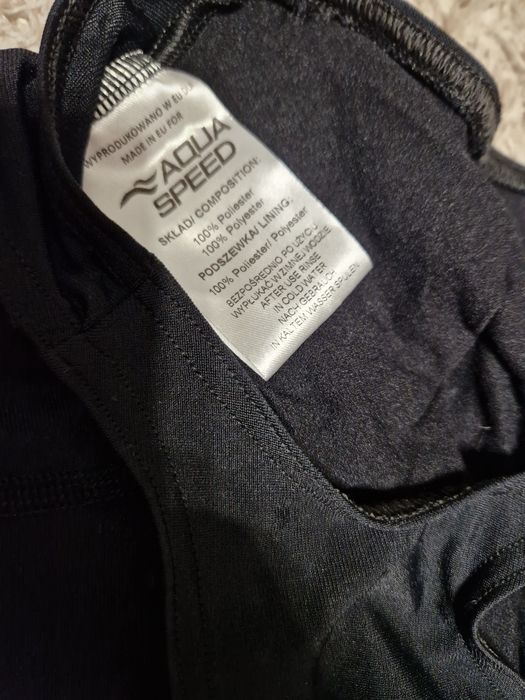 WYPRODUKOWANO W EU DLA
MADE IN EU FOR
AQUA
SPEED
SKŁAD/ COMPOSITION:
100% Poliester
100% Polyester
PODSZEWKA/ LINING:
100% Poliester/ Polyester
BEZPOŚREDNIO PO UŻYCIU
WYPŁUKAĆ W ZIMNEJ WODZIE
AFTER USE RINSE
IN COLD WATER
NACH GEBRAUCH
IN KALTEM WASSER SPÜLEN